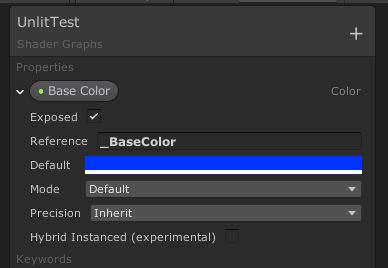 UnlitTest
Shader Graphs
Properties
Base Color Color
Exposed
Reference _BaseColor
Default
Mode Default
Precision Inherit
Hybrid Instanced (experimental)
Keywords